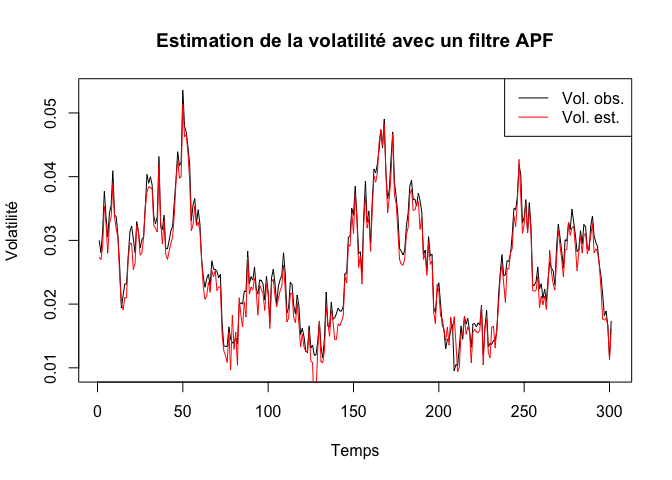 Estimation de la volatilité avec un filtre APF
Vol. obs.
Vol. est.
Volatilité
0.05
0.04
0.03
0.02
0.01
0 50 100 150 200 250 300
Temps